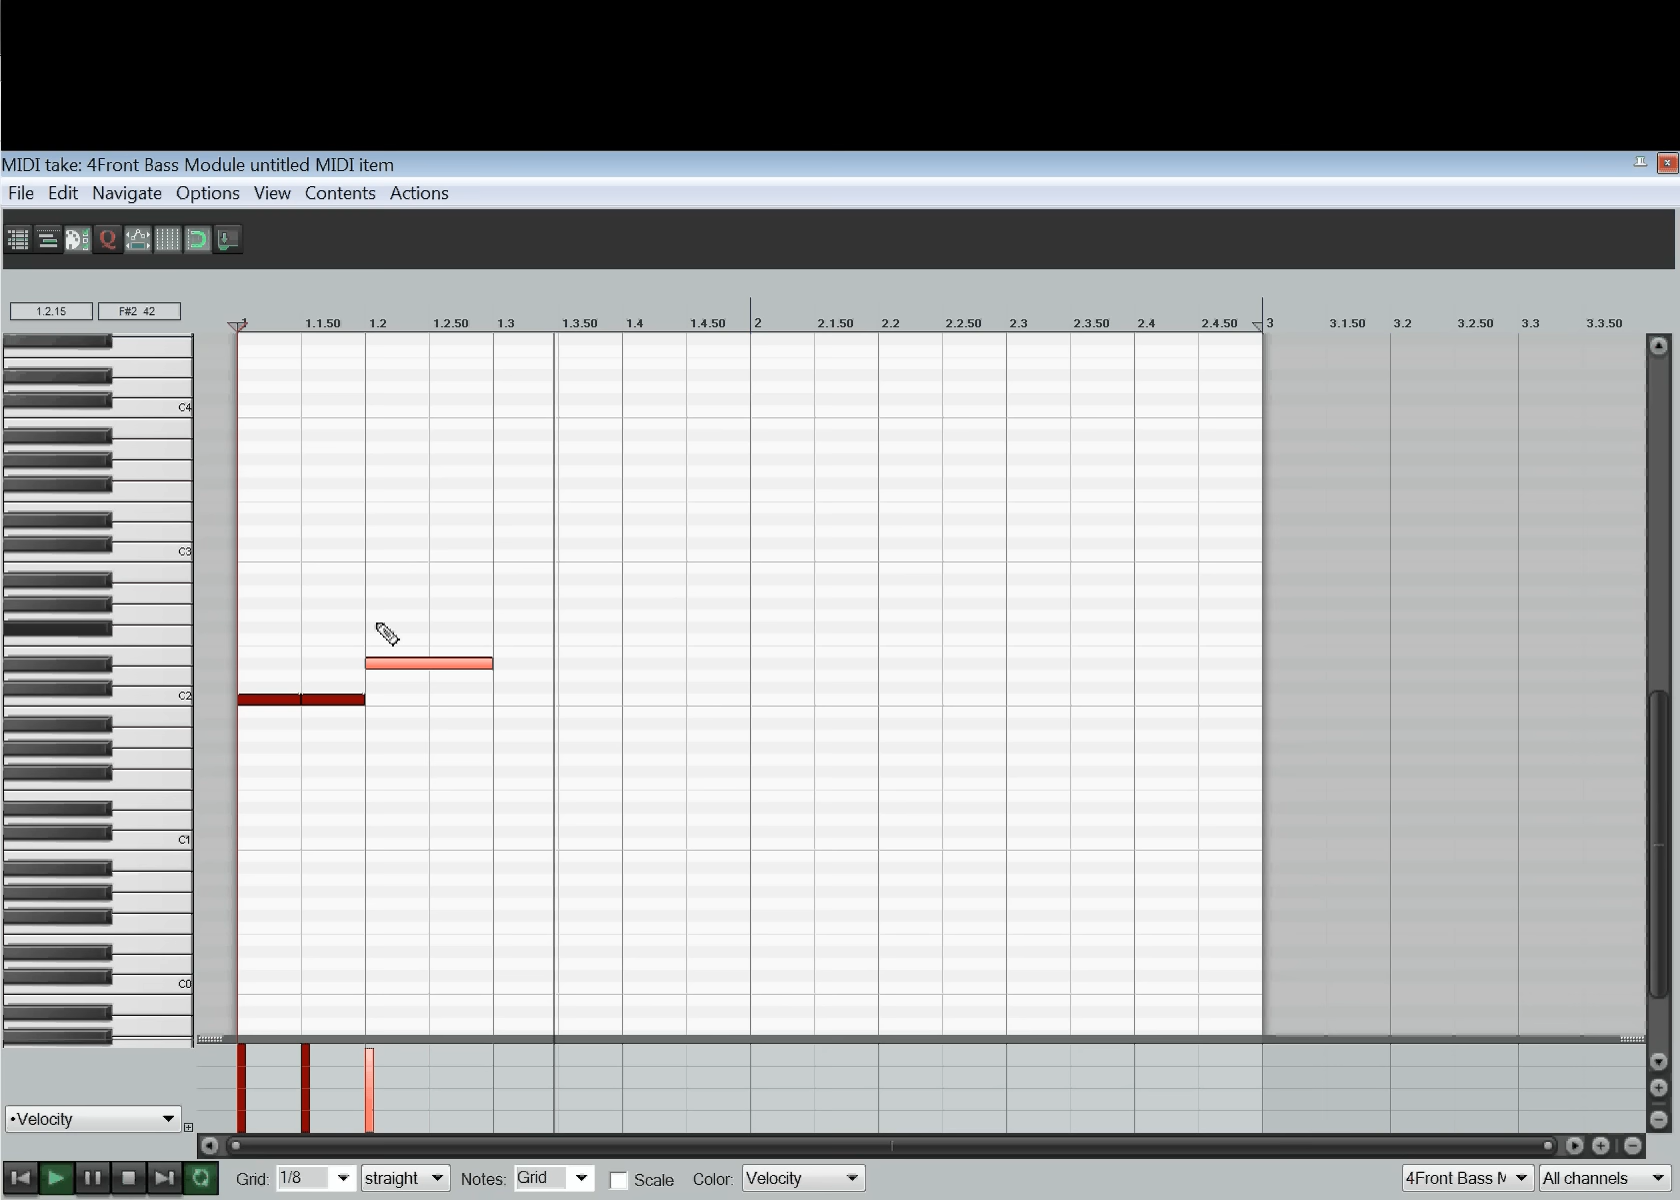 MIDI take: 4Front Bass Module untitled MIDI item
File Edit Navigate Options View Contents Actions
Q
1.2.15 F#2 42
1 1.1.50 1.2 1.2.50 1.3 1.3.50 1.4 1.4.50 2 2.1.50 2.2 2.2.50 2.3 2.3.50 2.4 2.4.50 3 3.1.50 3.2 3.2.50 3.3 3.3.50
C4
C3
C2
C1
C0
•Velocity
Grid: 1/8 straight Notes: Grid Scale Color: Velocity 4Front Bass M All channels